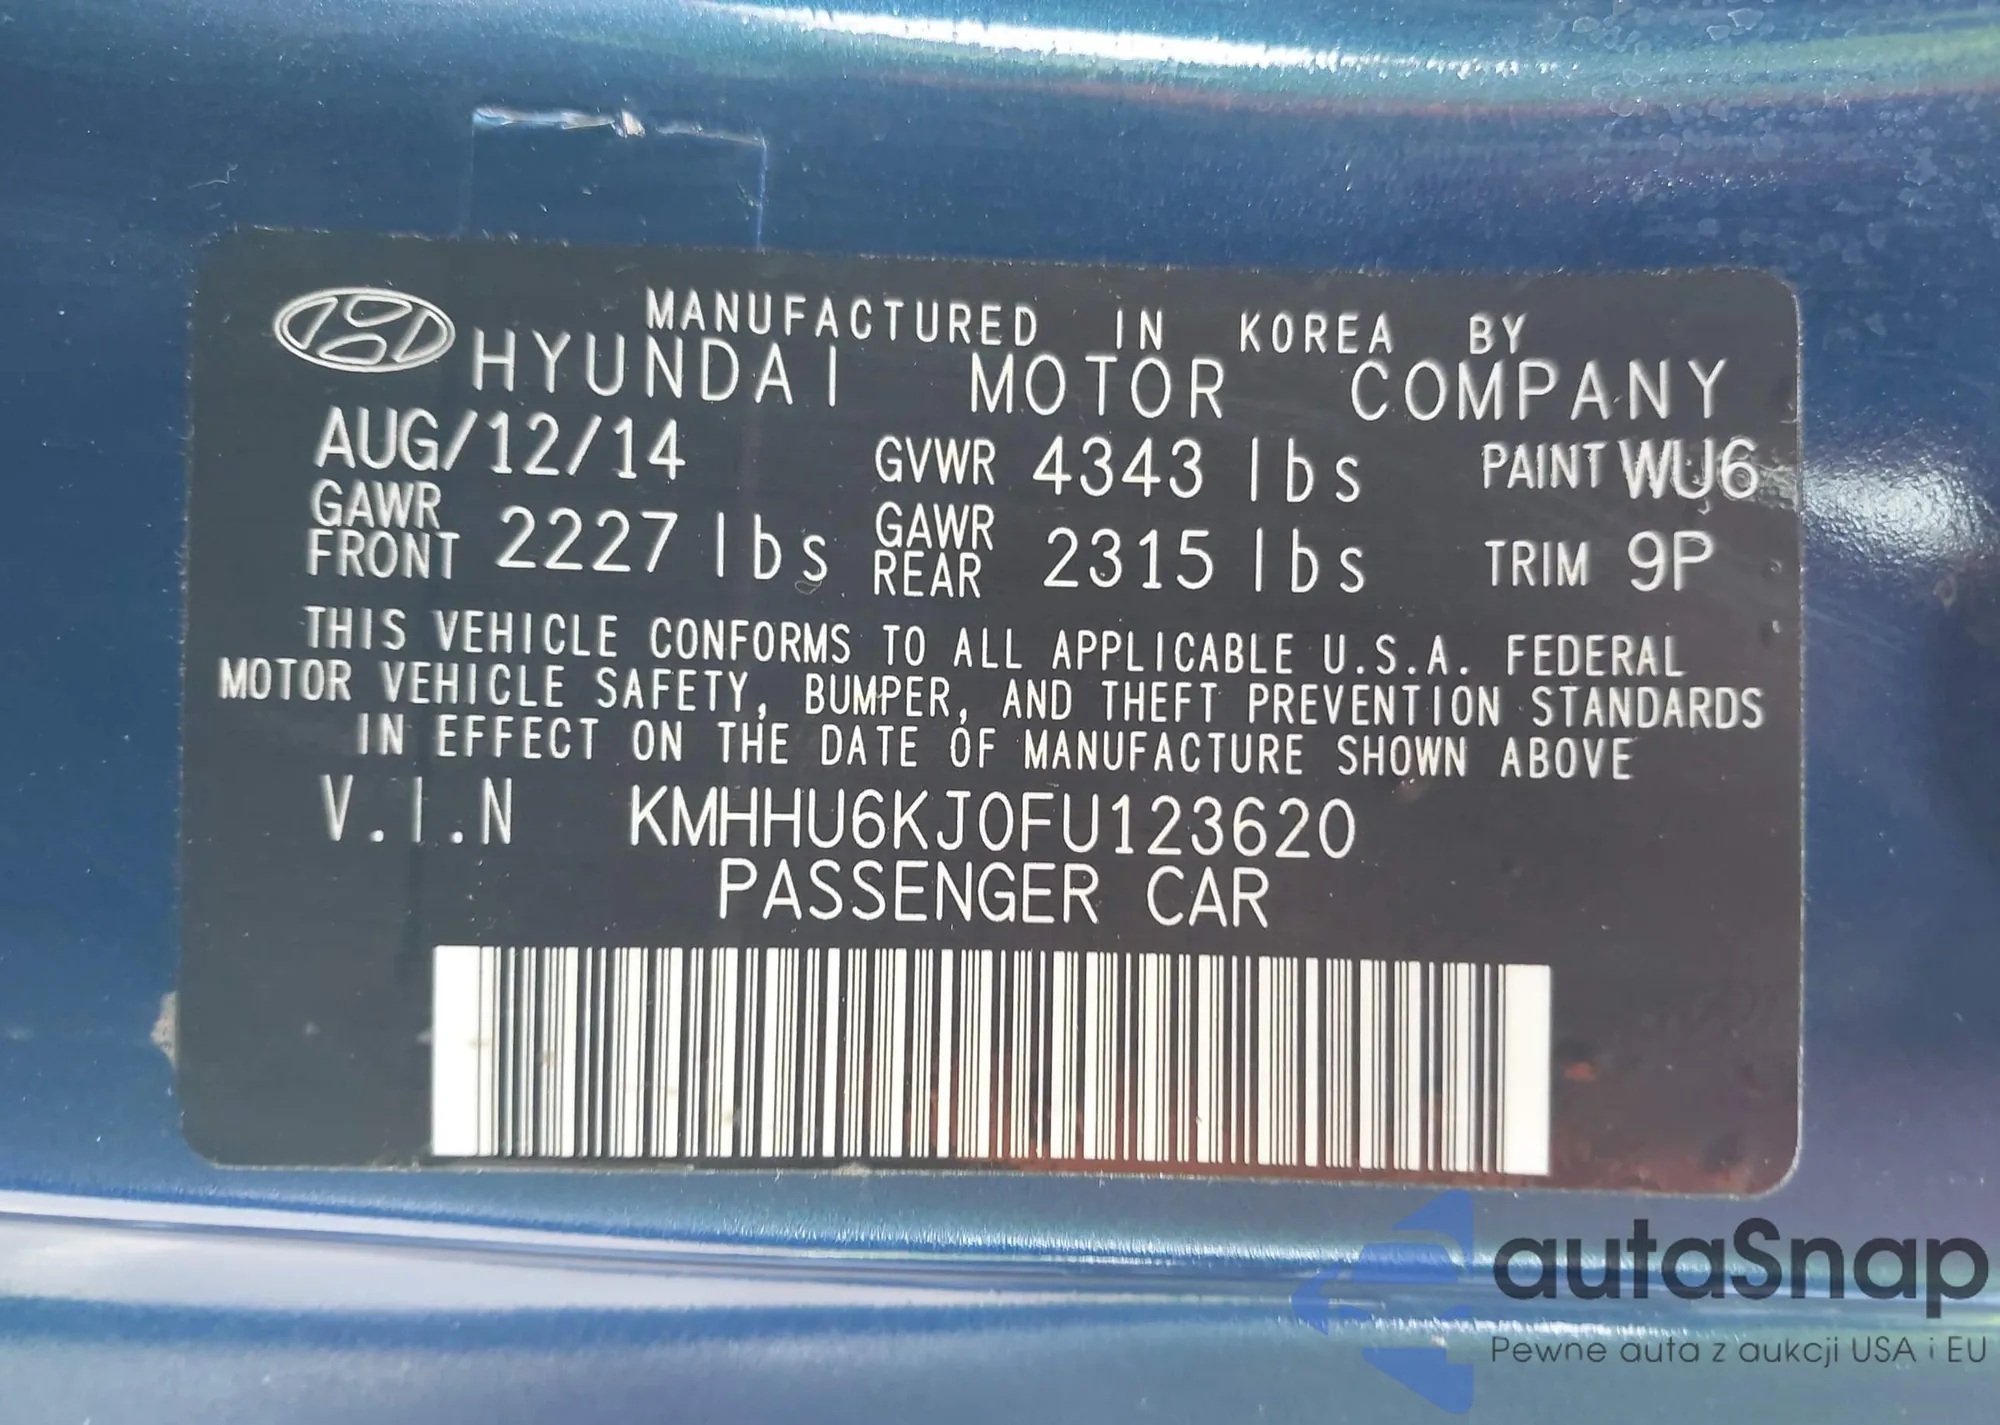 MANUFACTURED IN KOREA BY
HYUNDAI MOTOR COMPANY
AUG/12/14 GVWR 4343 lbs PAINT WU6
GAWR FRONT 2227 lbs GAWR REAR 2315 lbs TRIM 9P
THIS VEHICLE CONFORMS TO ALL APPLICABLE U.S.A. FEDERAL
MOTOR VEHICLE SAFETY, BUMPER, AND THEFT PREVENTION STANDARDS
IN EFFECT ON THE DATE OF MANUFACTURE SHOWN ABOVE
V.I.N KMHHU6KJ0FU123620
PASSENGER CAR
autaSnap
Pewne auta z aukcji USA i EU